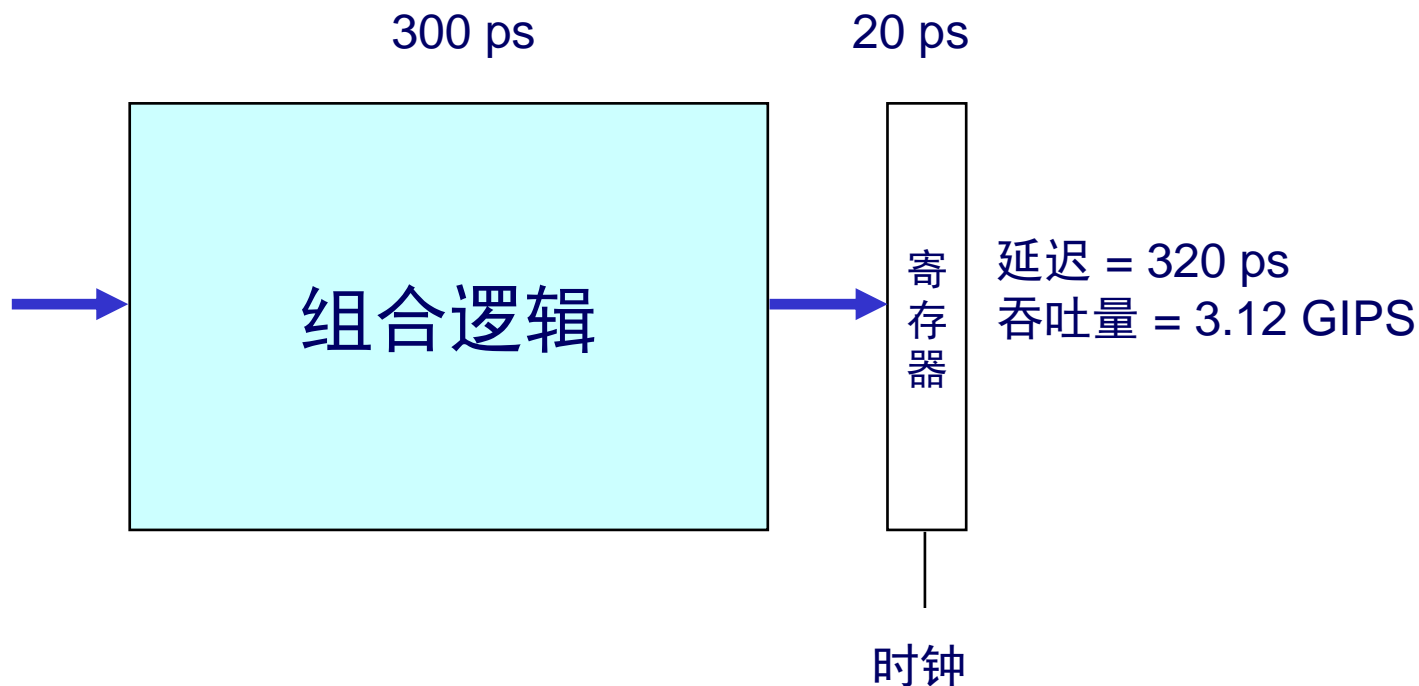 300 ps
20 ps
组合逻辑
寄
存
器
延迟 = 320 ps
吞吐量 = 3.12 GIPS
时钟